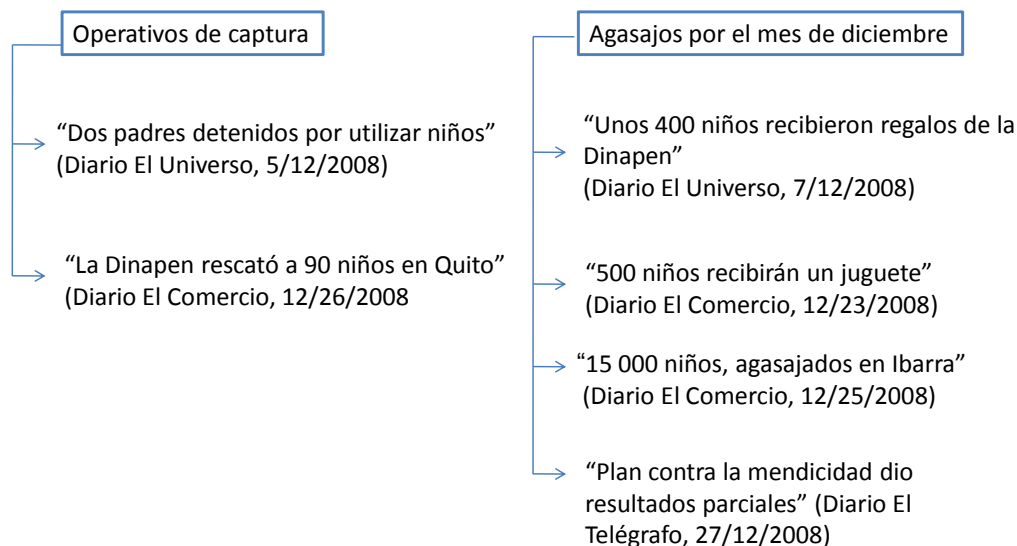 Operativos de captura
“Dos padres detenidos por utilizar niños”
(Diario El Universo, 5/12/2008)
“La Dinapen rescató a 90 niños en Quito”
(Diario El Comercio, 12/26/2008
Agasajos por el mes de diciembre
“Unos 400 niños recibieron regalos de la
Dinapen”
(Diario El Universo, 7/12/2008)
“500 niños recibirán un juguete”
(Diario El Comercio, 12/23/2008)
“15 000 niños, agasajados en Ibarra”
(Diario El Comercio, 12/25/2008)
“Plan contra la mendicidad dio
resultados parciales” (Diario El
Telégrafo, 27/12/2008)